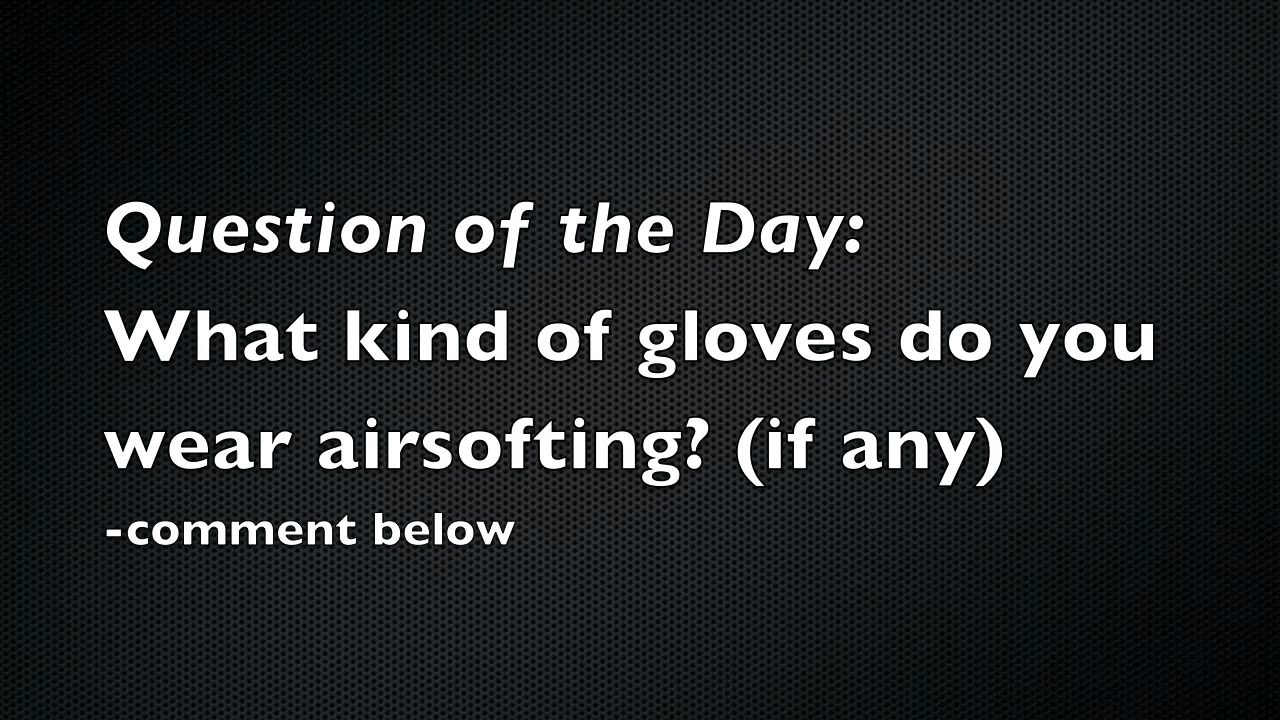 Question of the Day:
What kind of gloves do you
wear airsofting? (if any)
-comment below